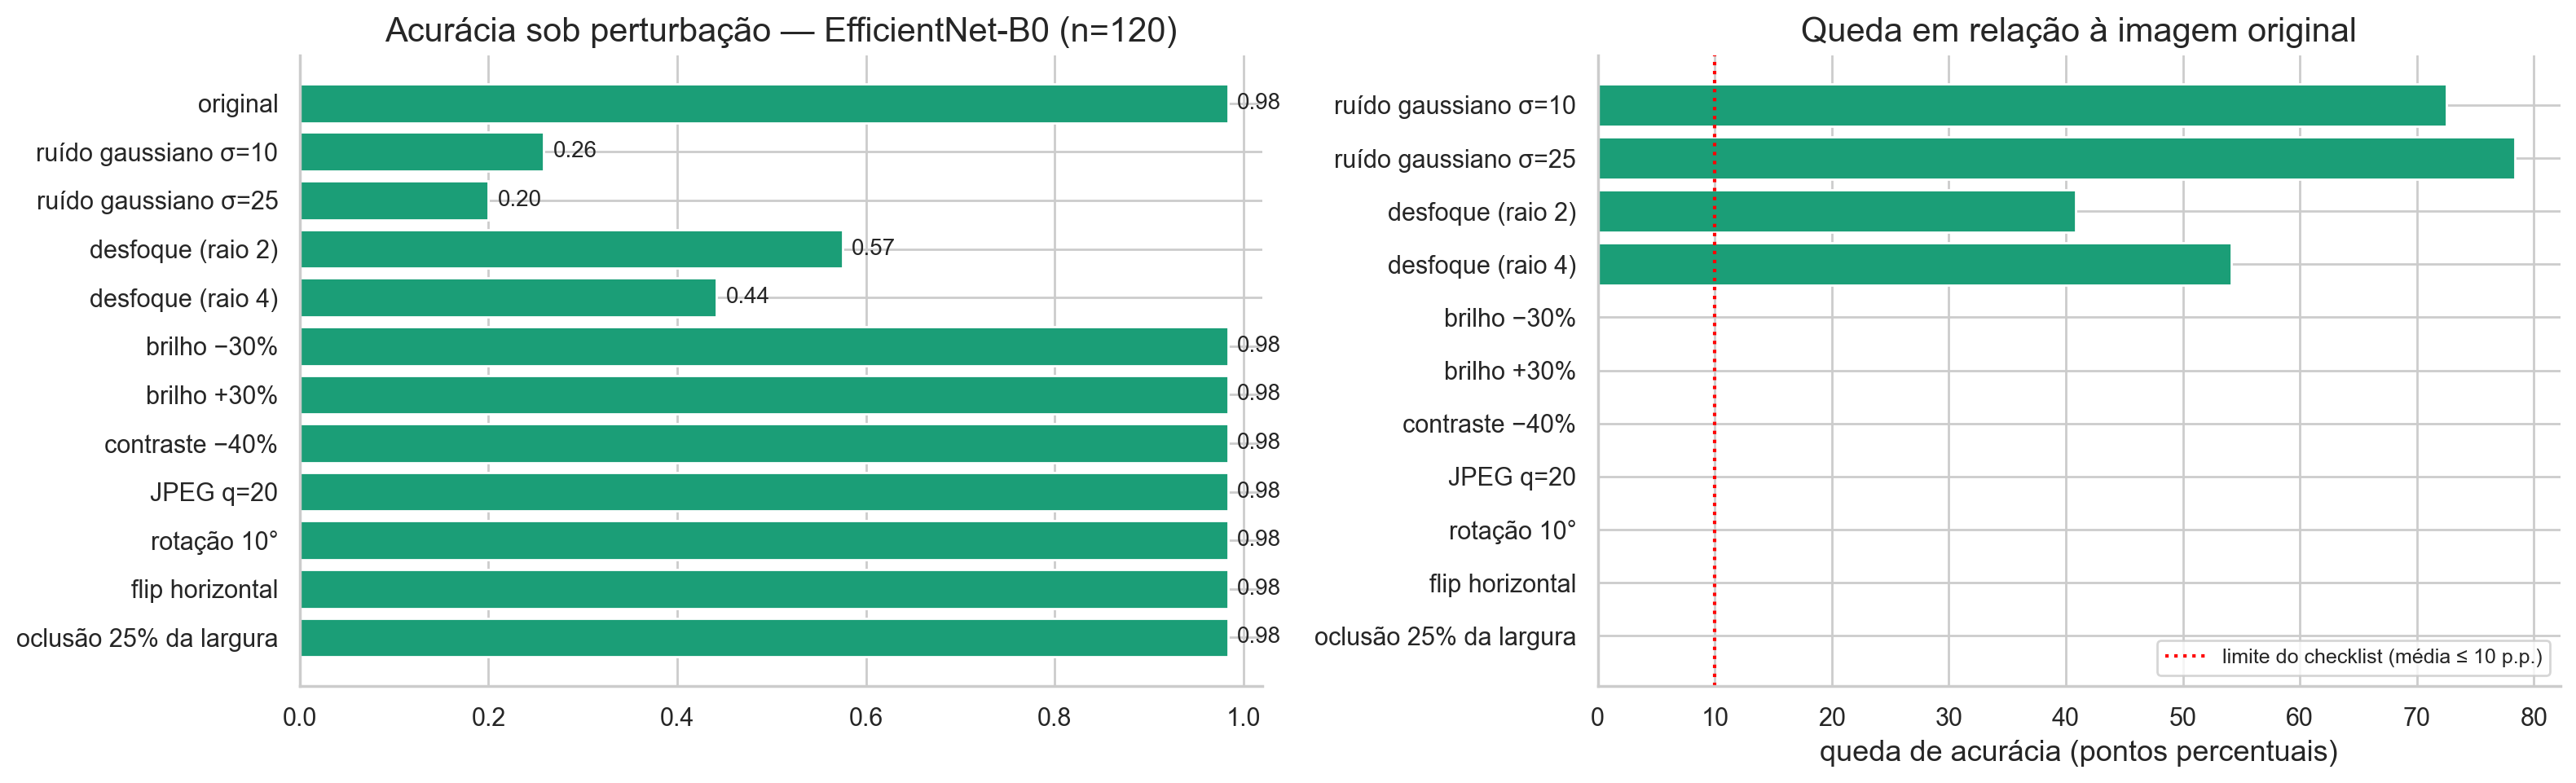 Acurácia sob perturbação — EfficientNet-B0 (n=120)
original
0.98
ruído gaussiano σ=10
0.26
ruído gaussiano σ=25
0.20
desfoque (raio 2)
0.57
desfoque (raio 4)
0.44
brilho −30%
0.98
brilho +30%
0.98
contraste −40%
0.98
JPEG q=20
0.98
rotação 10°
0.98
flip horizontal
0.98
oclusão 25% da largura
0.98
0.0 0.2 0.4 0.6 0.8 1.0
Queda em relação à imagem original
ruído gaussiano σ=10
ruído gaussiano σ=25
desfoque (raio 2)
desfoque (raio 4)
brilho −30%
brilho +30%
contraste −40%
JPEG q=20
rotação 10°
flip horizontal
oclusão 25% da largura
limite do checklist (média ≤ 10 p.p.)
0 10 20 30 40 50 60 70 80
queda de acurácia (pontos percentuais)